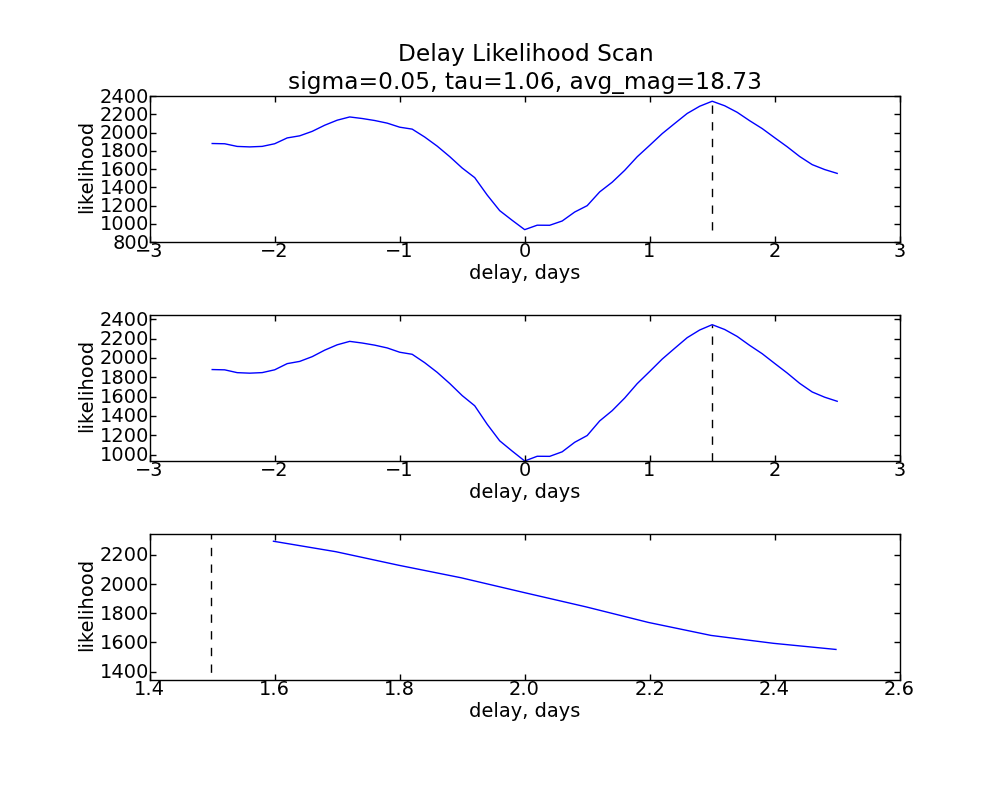 Delay Likelihood Scan
sigma=0.05, tau=1.06, avg_mag=18.73
2400
2200
2000
1800
1600
1400
1200
1000
800
likelihood
−3 −2 −1 0 1 2 3
delay, days
2400
2200
2000
1800
1600
1400
1200
1000
likelihood
−3 −2 −1 0 1 2 3
delay, days
2200
2000
1800
1600
1400
likelihood
1.4 1.6 1.8 2.0 2.2 2.4 2.6
delay, days